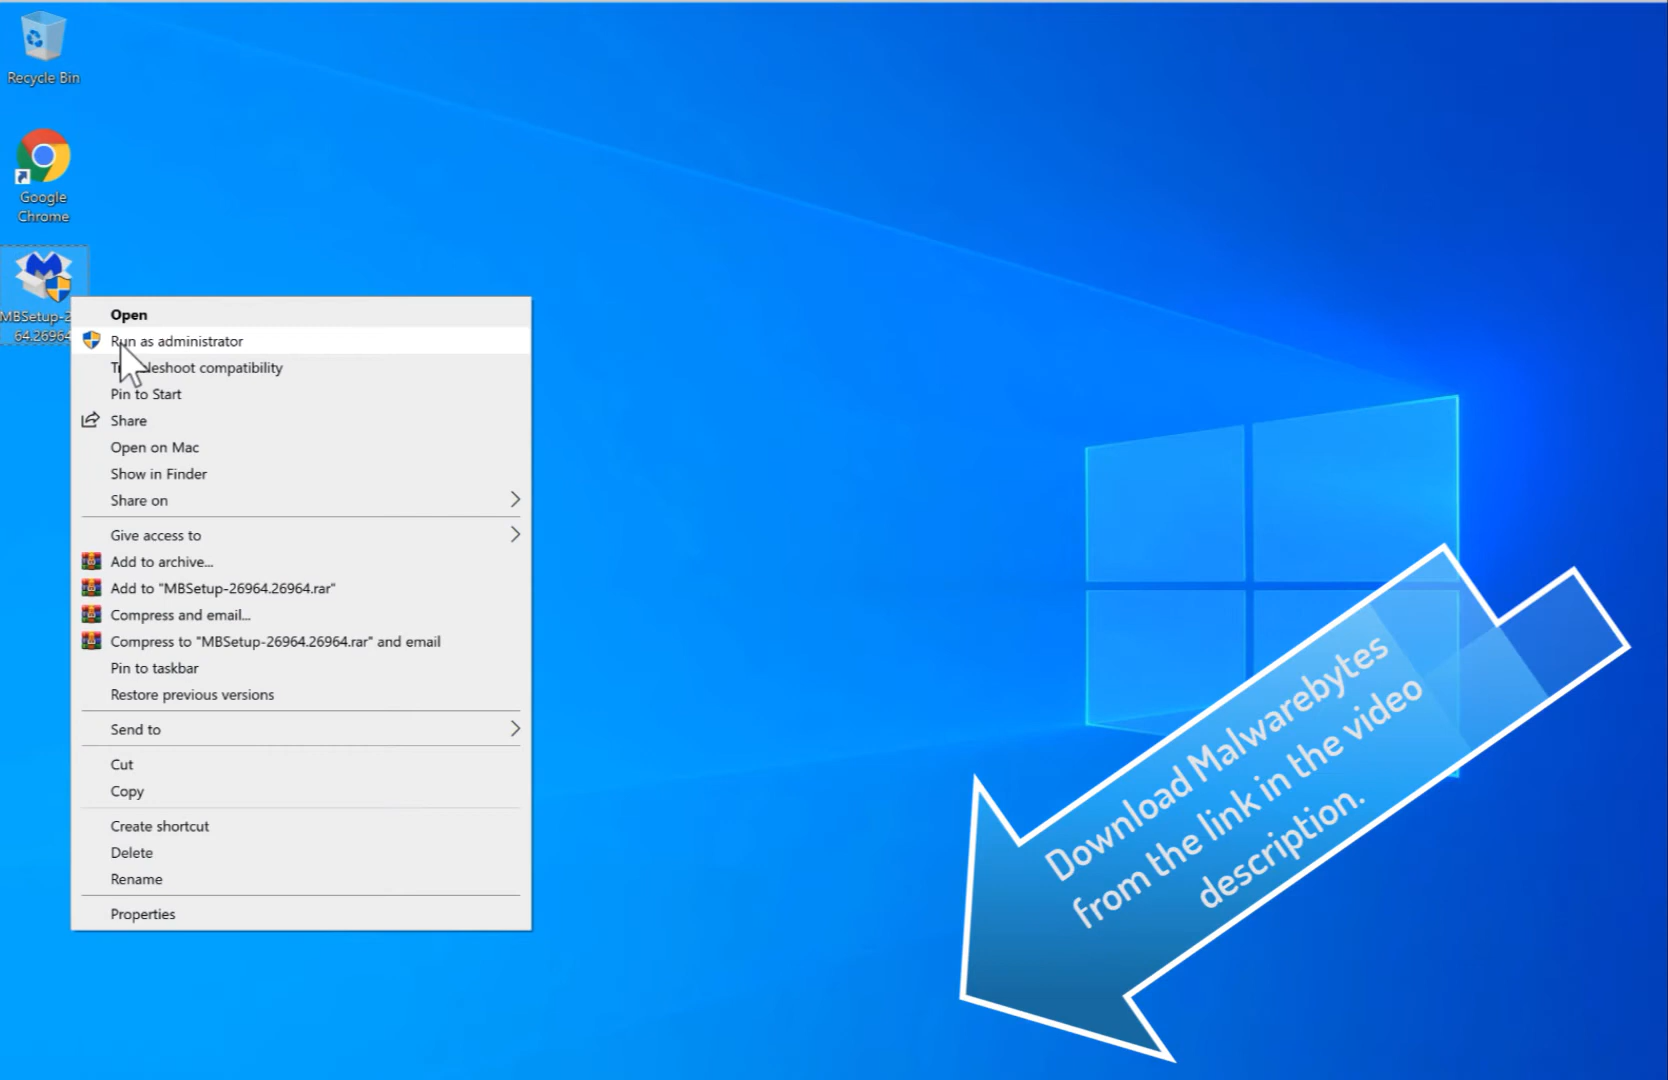 Recycle Bin
Google
Chrome
MBSetup-2
64.26964
Open
Run as administrator
Troubleshoot compatibility
Pin to Start
Share
Open on Mac
Show in Finder
Share on
Give access to
Add to archive...
Add to "MBSetup-26964.26964.rar"
Compress and email...
Compress to "MBSetup-26964.26964.rar" and email
Pin to taskbar
Restore previous versions
Send to
Cut
Copy
Create shortcut
Delete
Rename
Properties
Download Malwarebytes
from the link in the video
description.